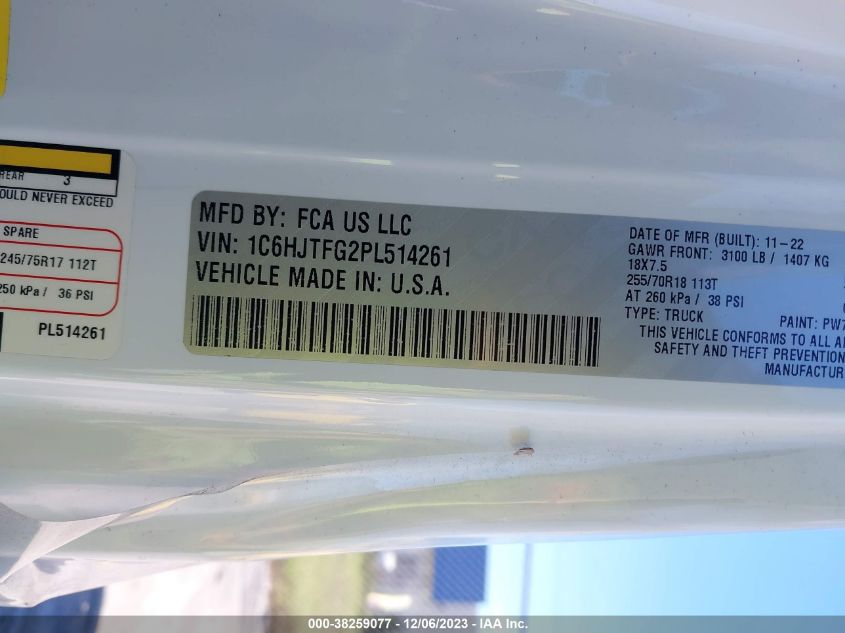 REAR 3
OULD NEVER EXCEED
SPARE
245/75R17 112T
250 kPa / 36 PSI
PL514261
MFD BY: FCA US LLC
VIN: 1C6HJTFG2PL514261
VEHICLE MADE IN: U.S.A.
DATE OF MFR (BUILT): 11-22
GAWR FRONT: 3100 LB / 1407 KG
18X7.5
255/70R18 113T
AT 260 kPa / 38 PSI
TYPE: TRUCK
PAINT: PW7
THIS VEHICLE CONFORMS TO ALL A
SAFETY AND THEFT PREVENTION
MANUFACTUR
000-38259077 - 12/06/2023 - IAA Inc.